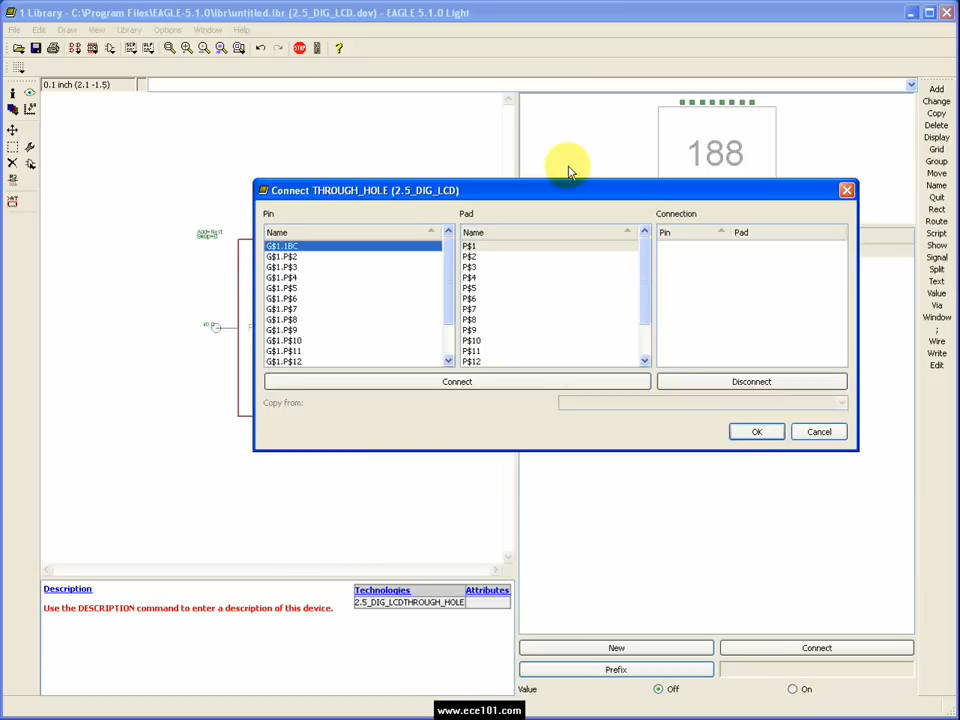 1 Library - C:\Program Files\EAGLE-5.1.0\lbr\untitled.lbr (2.5_DIG_LCD.dev) - EAGLE-5.1.0 Light
File Edit Draw View Library Options Window Help
0.1 inch (2.1 -1.5)
188
Add=Next
Swap=0
Connect THROUGH_HOLE (2.5_DIG_LCD)
Pin Pad Connection
Name Name Pin Pad
G$1.1BC P$1
G$1.P$2 P$2
G$1.P$3 P$3
G$1.P$4 P$4
G$1.P$5 P$5
G$1.P$6 P$6
G$1.P$7 P$7
G$1.P$8 P$8
G$1.P$9 P$9
G$1.P$10 P$10
G$1.P$11 P$11
G$1.P$12 P$12
Connect Disconnect
Copy from:
OK Cancel
Description
Use the DESCRIPTION command to enter a description of this device.
Technologies Attributes
2.5_DIG_LCDTHROUGH_HOLE
New Connect
Prefix
Value Off On
Add
Change
Copy
Delete
Display
Grid
Group
Move
Name
Quit
Rect
Route
Script
Show
Signal
Split
Text
Value
Via
Window
;
Wire
Write
Edit
www.ece101.com